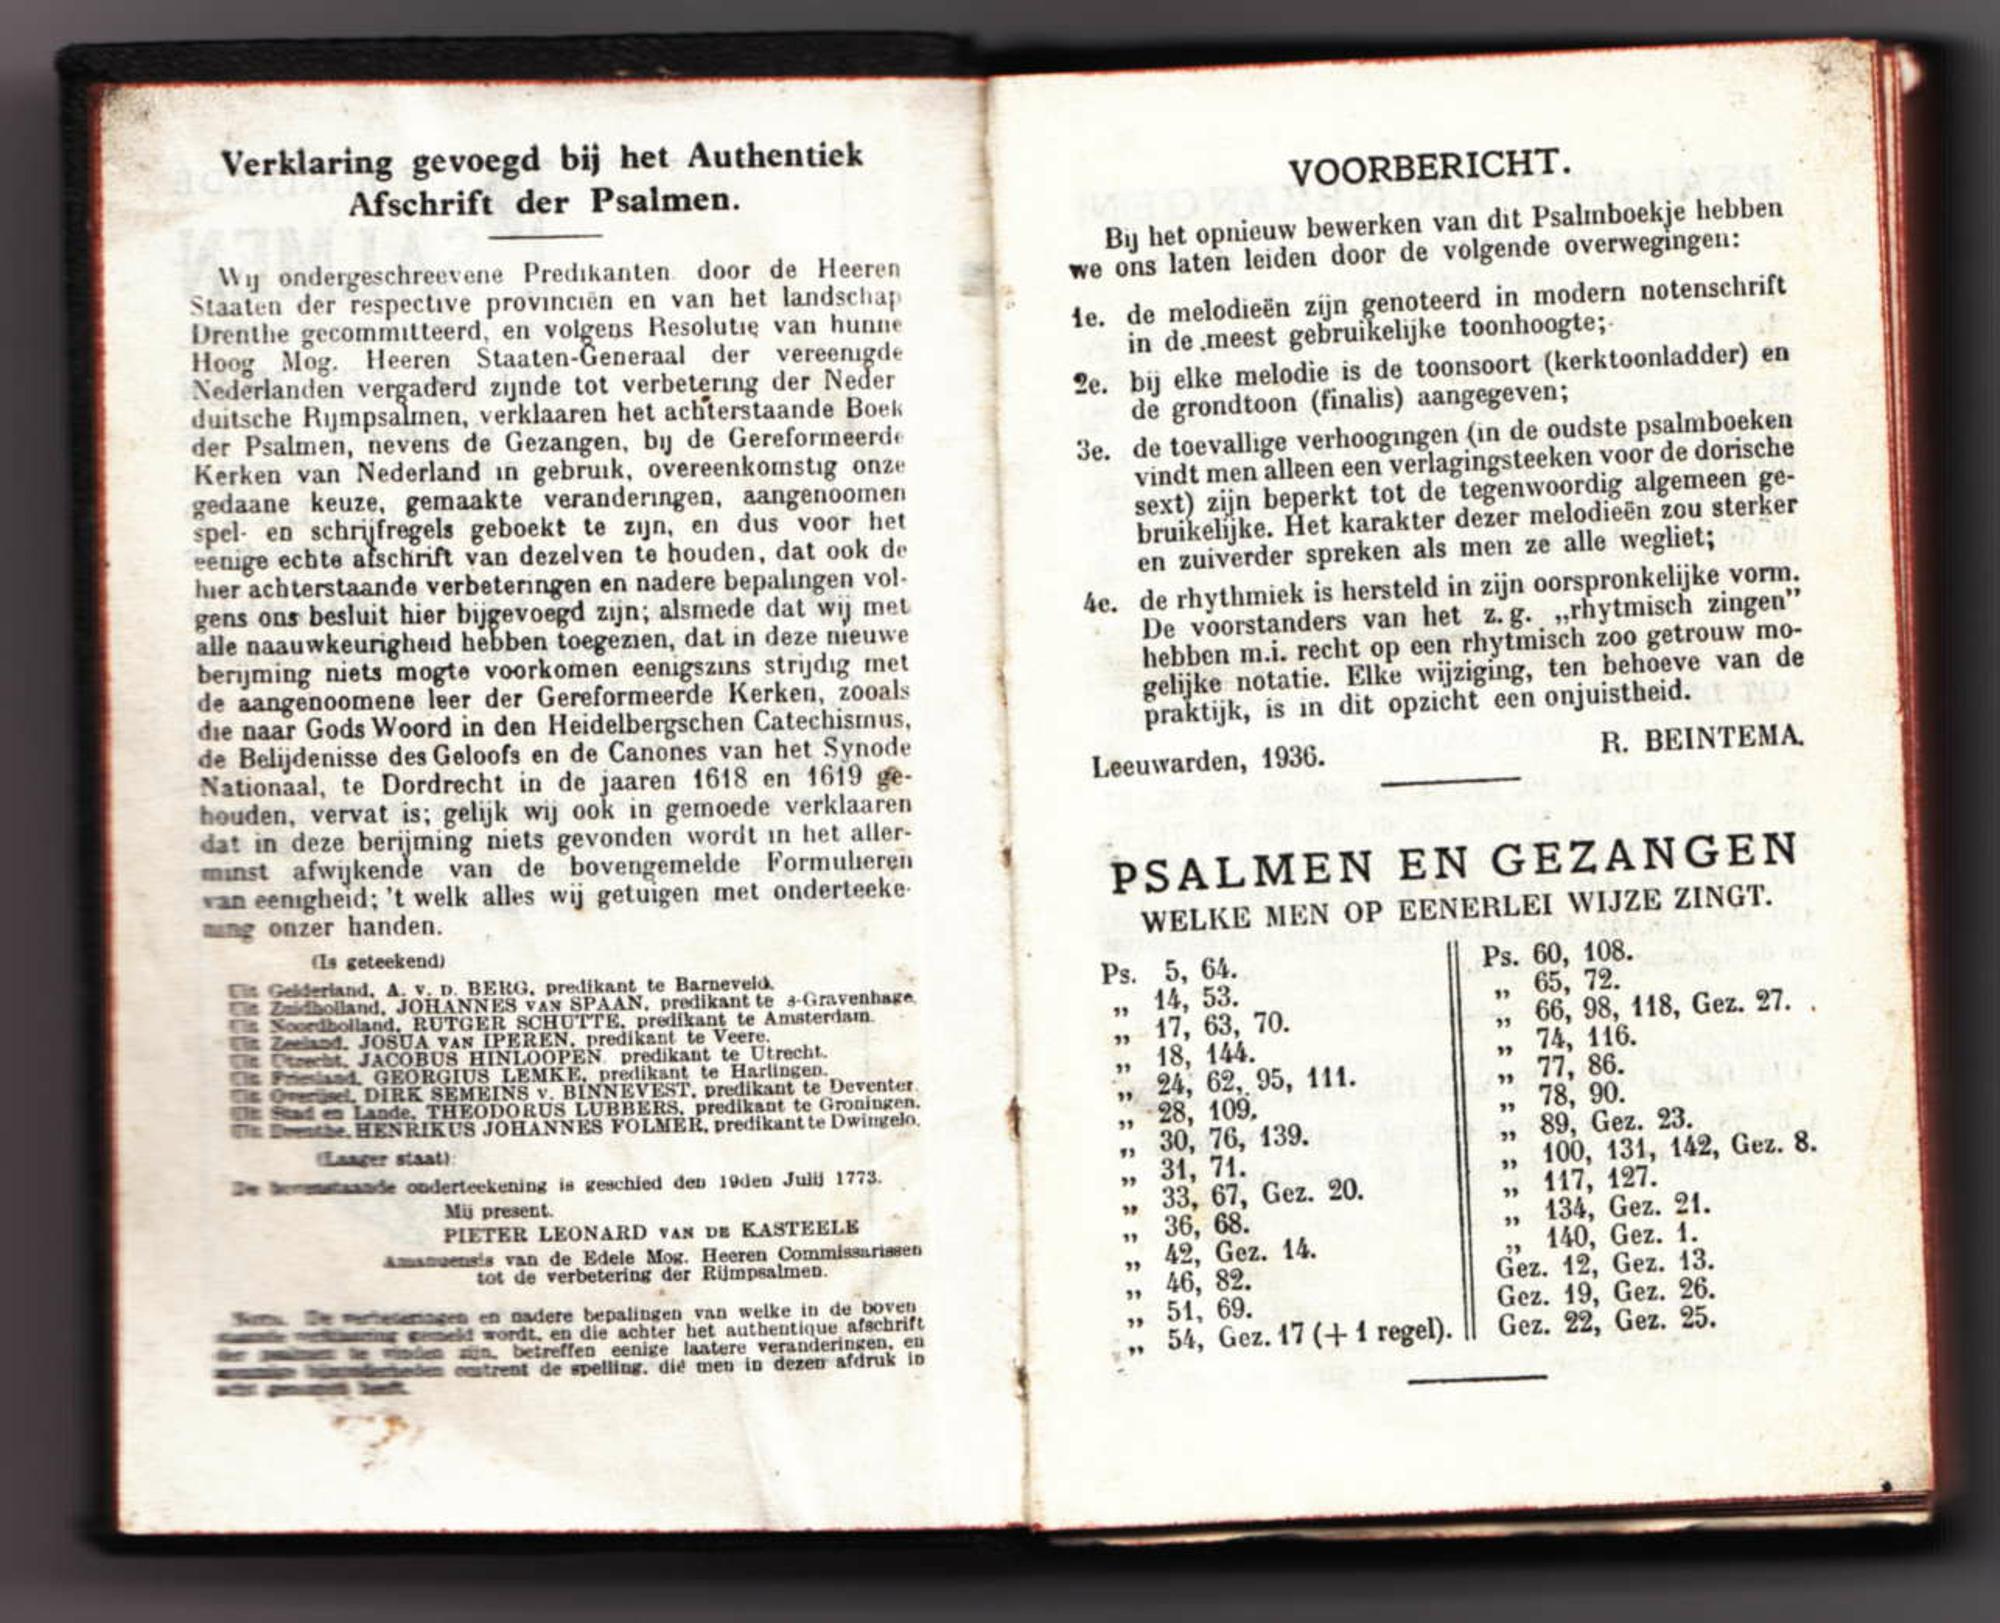 Verklaring gevoegd bij het Authentiek
Afschrift der Psalmen.
Wij ondergeschreevene Predikanten door de Heeren
Staaten der respective provinciën en van het landschap
Drenthe gecommitteerd, en volgens Resolutie van hunne
Hoog Mog. Heeren Staaten-Generaal der vereenigde
Nederlanden vergaderd zijnde tot verbetering der Neder
duitsche Rijmpsalmen, verklaaren het achterstaande Boek
der Psalmen, nevens de Gezangen, bij de Gereformeerde
Kerken van Nederland in gebruik, overeenkomstig onze
gedaane keuze, gemaakte veranderingen, aangenoomen
spel- en schrijfregels geboekt te zijn, en dus voor het
eenige echte afschrift van dezelven te houden, dat ook de
hier achterstaande verbeteringen en nadere bepalingen vol-
gens ons besluit hier bijgevoegd zijn; alsmede dat wij met
alle naauwkeurigheid hebben toegezien, dat in deze nieuwe
berijming niets mogte voorkomen eenigszins strijdig met
de aangenoomene leer der Gereformeerde Kerken, zooals
die naar Gods Woord in den Heidelbergschen Catechismus,
de Belijdenisse des Geloofs en de Canones van het Synode
Nationaal, te Dordrecht in de jaaren 1618 en 1619 ge-
houden, vervat is; gelijk wij ook in gemoede verklaaren
dat in deze berijming niets gevonden wordt in het aller-
minst afwijkende van de bovengemelde Formulieren
van eenigheid; 't welk alles wij getuigen met onderteeke-
ning onzer handen.
(Is geteekend)
Uit Gelderland, A. V. D. BERG, predikant te Barneveld.
Uit Zuidholland, JOHANNES VAN SPAAN, predikant te s-Gravenhage.
Uit Noordholland, RUTGER SCHUTTE, predikant te Amsterdam.
Uit Zeeland, JOSUA VAN IPEREN, predikant te Veere.
Uit Utrecht, JACOBUS HINLOOPEN predikant te Utrecht.
Uit Friesland, GEORGIUS LEMKE, predikant te Harlingen.
Uit Overijsel, DIRK SEMEINS V. BINNEVEST, predikant te Deventer.
Uit Stad en Lande, THEODORUS LUBBERS, predikant te Groningen.
Uit Drenthe, HENRIKUS JOHANNES FOLMER, predikant te Dwingelo.
(Laager staat):
De bovenstaande onderteekening is geschied den 19den Julij 1773.
Mij present.
PIETER LEONARD VAN DE KASTEELE
Amanuensis van de Edele Mog. Heeren Commissarissen
tot de verbetering der Rijmpsalmen.
Nota. De verbeteringen en nadere bepalingen van welke in de boven
staande verklaaring gemeld wordt, en die achter het authentique afschrift
der psalmen te vinden zijn, betreffen eenige laatere veranderingen, en
bijzonderheden omtrent de spelling, die men in dezen afdruk in
acht genomen heeft.
VOORBERICHT.
Bij het opnieuw bewerken van dit Psalmboekje hebben
we ons laten leiden door de volgende overwegingen:
1e. de melodieën zijn genoteerd in modern notenschrift
in de meest gebruikelijke toonhoogte;
2e. bij elke melodie is de toonsoort (kerktoonladder) en
de grondtoon (finalis) aangegeven;
3e. de toevallige verhoogingen (in de oudste psalmboeken
vindt men alleen een verlagingsteeken voor de dorische
sext) zijn beperkt tot de tegenwoordig algemeen ge-
bruikelijke. Het karakter dezer melodieën zou sterker
en zuiverder spreken als men ze alle wegliet;
4e. de rhythmiek is hersteld in zijn oorspronkelijke vorm.
De voorstanders van het z.g. „rhytmisch zingen”
hebben m.i. recht op een rhytmisch zoo getrouw mo-
gelijke notatie. Elke wijziging, ten behoeve van de
praktijk, is in dit opzicht een onjuistheid.
Leeuwarden, 1936. R. BEINTEMA.
PSALMEN EN GEZANGEN
WELKE MEN OP EENERLEI WIJZE ZINGT.
Ps. 5, 64.
„ 14, 53.
„ 17, 63, 70.
„ 18, 144.
„ 24, 62, 95, 111.
„ 28, 109.
„ 30, 76, 139.
„ 31, 71.
„ 33, 67, Gez. 20.
„ 36, 68.
„ 42, Gez. 14.
„ 46, 82.
„ 51, 69.
„ 54, Gez. 17 (+ 1 regel).
Ps. 60, 108.
„ 65, 72.
„ 66, 98, 118, Gez. 27.
„ 74, 116.
„ 77, 86.
„ 78, 90.
„ 89, Gez. 23.
„ 100, 131, 142, Gez. 8.
„ 117, 127.
„ 134, Gez. 21.
„ 140, Gez. 1.
Gez. 12, Gez. 13.
Gez. 19, Gez. 26.
Gez. 22, Gez. 25.